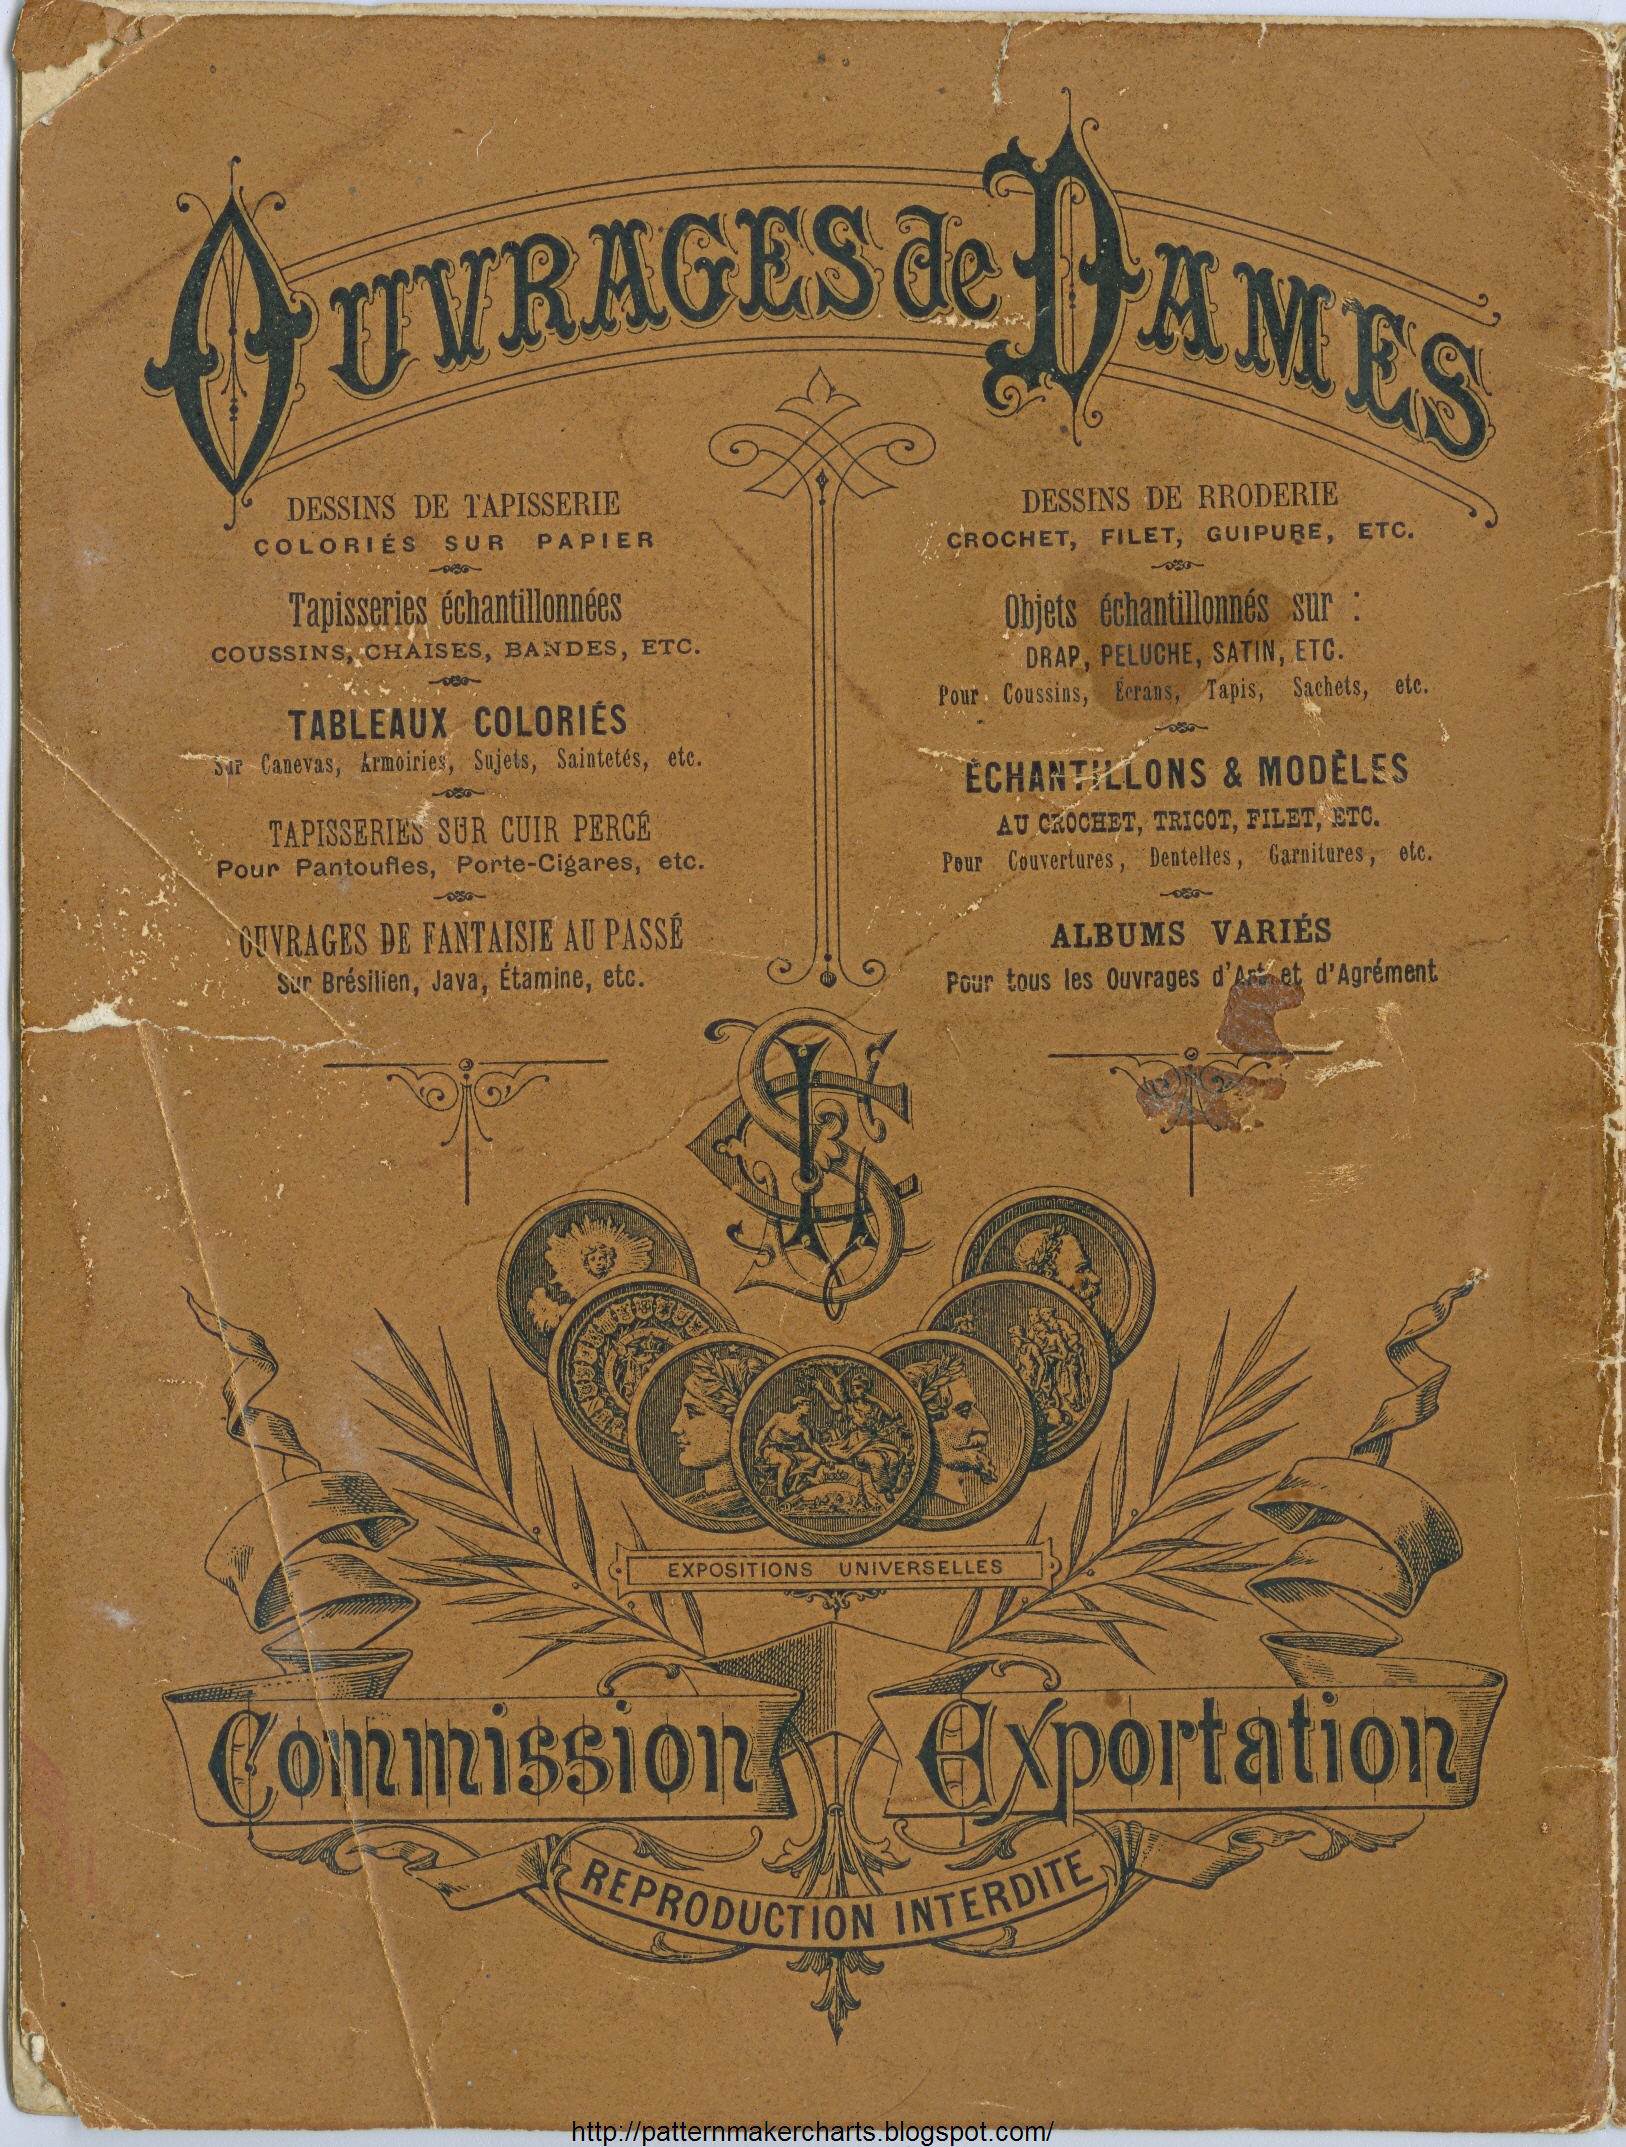 OUVRAGES de DAMES
DESSINS DE TAPISSERIE
COLORIÉS SUR PAPIER
Tapisseries échantillonnées
COUSSINS, CHAISES, BANDES, ETC.
TABLEAUX COLORIÉS
Sur Canevas, Armoiries, Sujets, Saintetés, etc.
TAPISSERIES SUR CUIR PERCÉ
Pour Pantoufles, Porte-Cigares, etc.
OUVRAGES DE FANTAISIE AU PASSÉ
Sur Brésilien, Java, Étamine, etc.
DESSINS DE RRODERIE
CROCHET, FILET, GUIPURE, ETC.
Objets échantillonnés sur :
DRAP, PELUCHE, SATIN, ETC.
Pour Coussins, Écrans, Tapis, Sachets, etc.
ÉCHANTILLONS & MODÈLES
AU CROCHET, TRICOT, FILET, ETC.
Pour Couvertures, Dentelles, Garnitures, etc.
ALBUMS VARIÉS
Pour tous les Ouvrages d'Art et d'Agrément
EXPOSITIONS UNIVERSELLES
Commission Exportation
REPRODUCTION INTERDITE
http://patternmakercharts.blogspot.com/